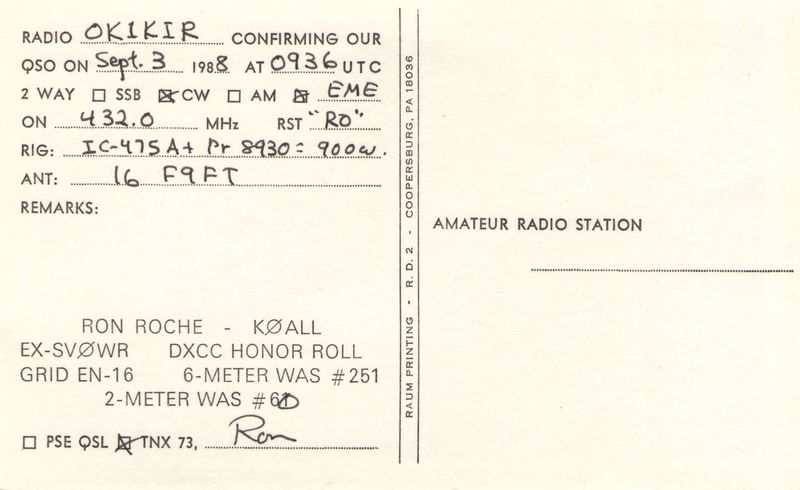 RADIO OK1KIR CONFIRMING OUR
QSO ON Sept. 3 1988 AT 0936 UTC
2 WAY ☐ SSB ☒ CW ☐ AM ☒ EME
ON 432.0 MHz RST "RO"
RIG: IC-475A + Pr 8930 = 900w.
ANT: 16 F9FT
REMARKS:
RON ROCHE - KØALL
EX-SVØWR DXCC HONOR ROLL
GRID EN-16 6-METER WAS #251
2-METER WAS #60
☐ PSE QSL ☒ TNX 73, Ron
RAUM PRINTING - R. D. 2 - COOPERSBURG, PA 18036
AMATEUR RADIO STATION